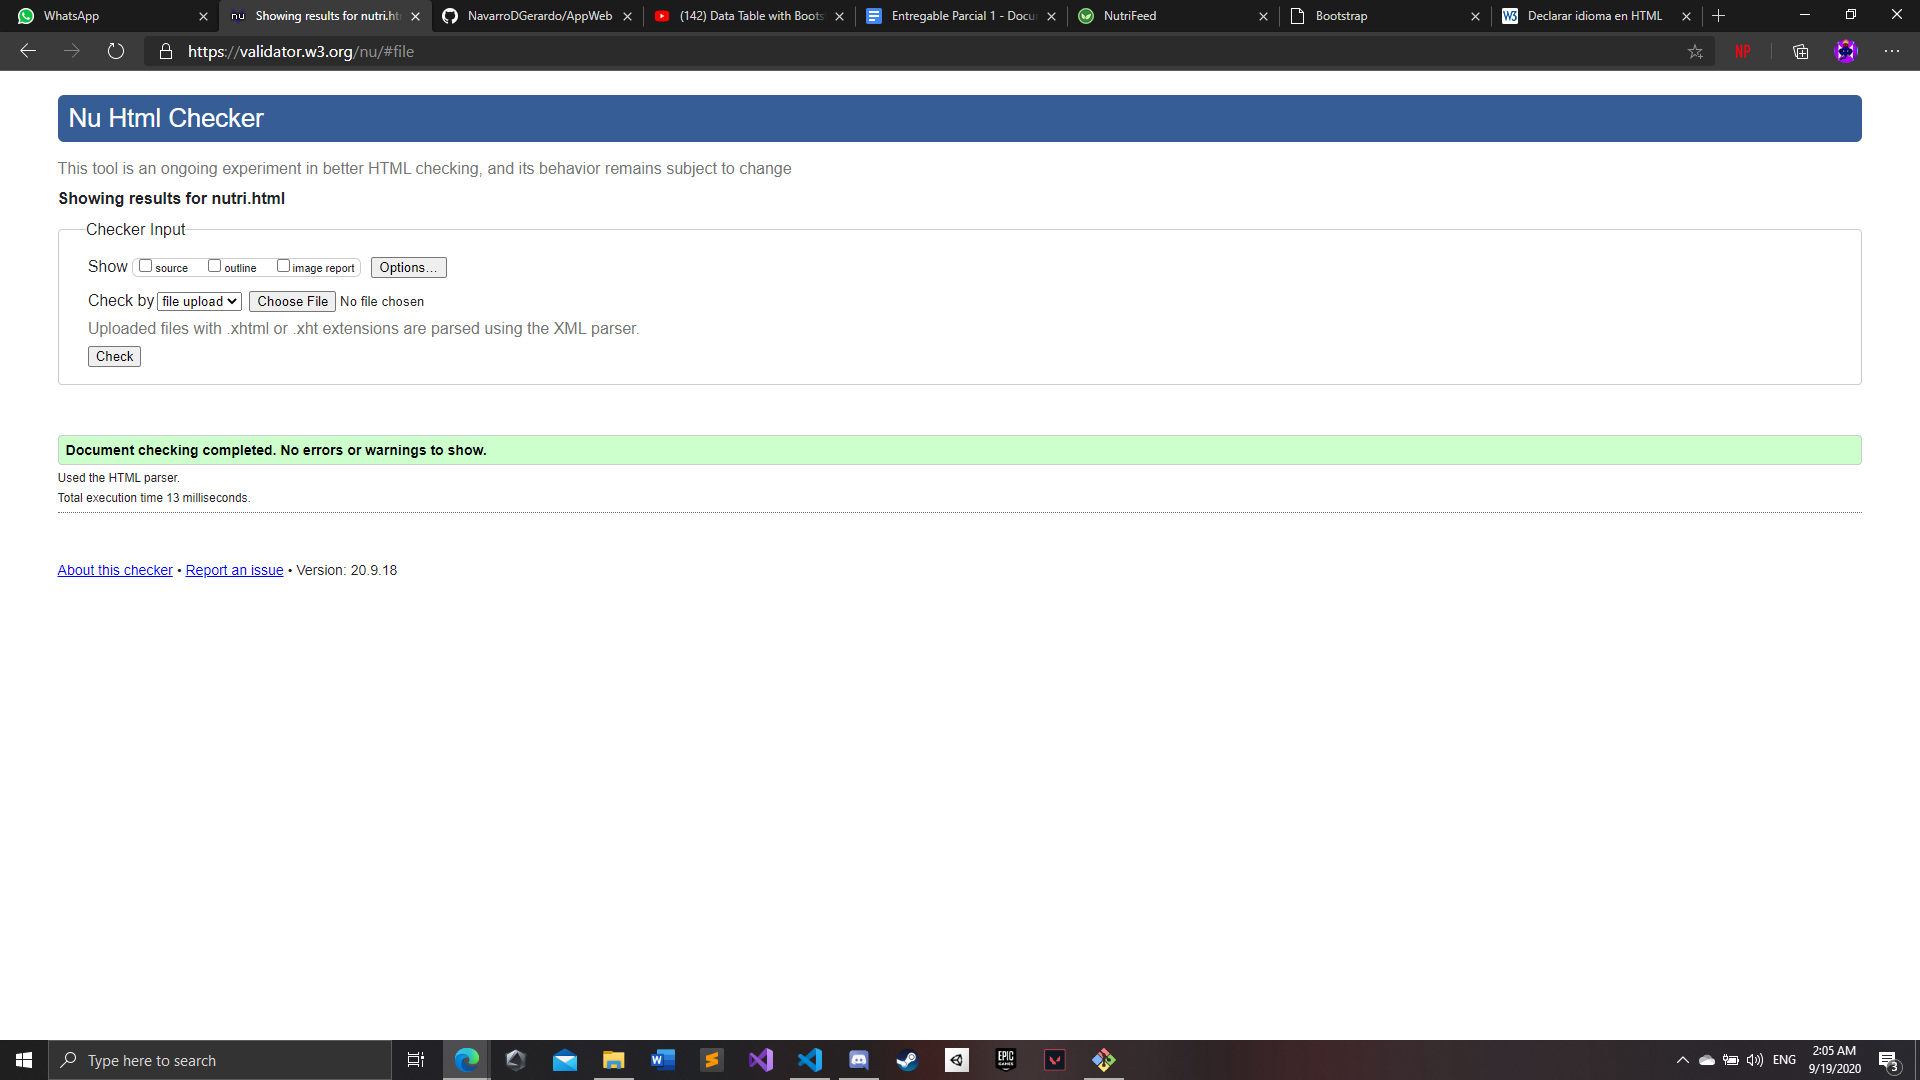 WhatsApp
nu Showing results for nutri.ht
NavarroDGerardo/AppWeb
(142) Data Table with Boots
Entregable Parcial 1 - Docu
NutriFeed
Bootstrap
W3 Declarar idioma en HTML
https://validator.w3.org/nu/#file
NP
Nu Html Checker
This tool is an ongoing experiment in better HTML checking, and its behavior remains subject to change
Showing results for nutri.html
Checker Input
Show source outline image report Options...
Check by file upload Choose File No file chosen
Uploaded files with .xhtml or .xht extensions are parsed using the XML parser.
Check
Document checking completed. No errors or warnings to show.
Used the HTML parser.
Total execution time 13 milliseconds.
About this checker • Report an issue • Version: 20.9.18
Type here to search
W
EPIC
GAMES
ENG
2:05 AM
9/19/2020
3